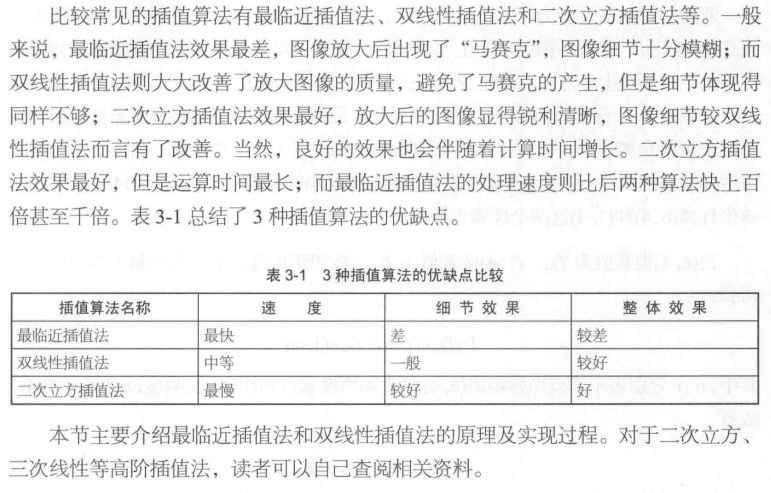 比较常见的插值算法有最临近插值法、双线性插值法和二次立方插值法等。一般
来说，最临近插值法效果最差，图像放大后出现了“马赛克”，图像细节十分模糊；而
双线性插值法则大大改善了放大图像的质量，避免了马赛克的产生，但是细节体现得
同样不够；二次立方插值法效果最好，放大后的图像显得锐利清晰，图像细节较双线
性插值法而言有了改善。当然，良好的效果也会伴随着计算时间增长。二次立方插值
法效果最好，但是运算时间最长；而最临近插值法的处理速度则比后两种算法快上百
倍甚至千倍。表 3-1 总结了 3 种插值算法的优缺点。
表 3-1 3 种插值算法的优缺点比较
插值算法名称 速 度 细 节 效 果 整 体 效 果
最临近插值法 最快 差 较差
双线性插值法 中等 一般 较好
二次立方插值法 最慢 较好 好
本节主要介绍最临近插值法和双线性插值法的原理及实现过程。对于二次立方、
三次线性等高阶插值法，读者可以自己查阅相关资料。